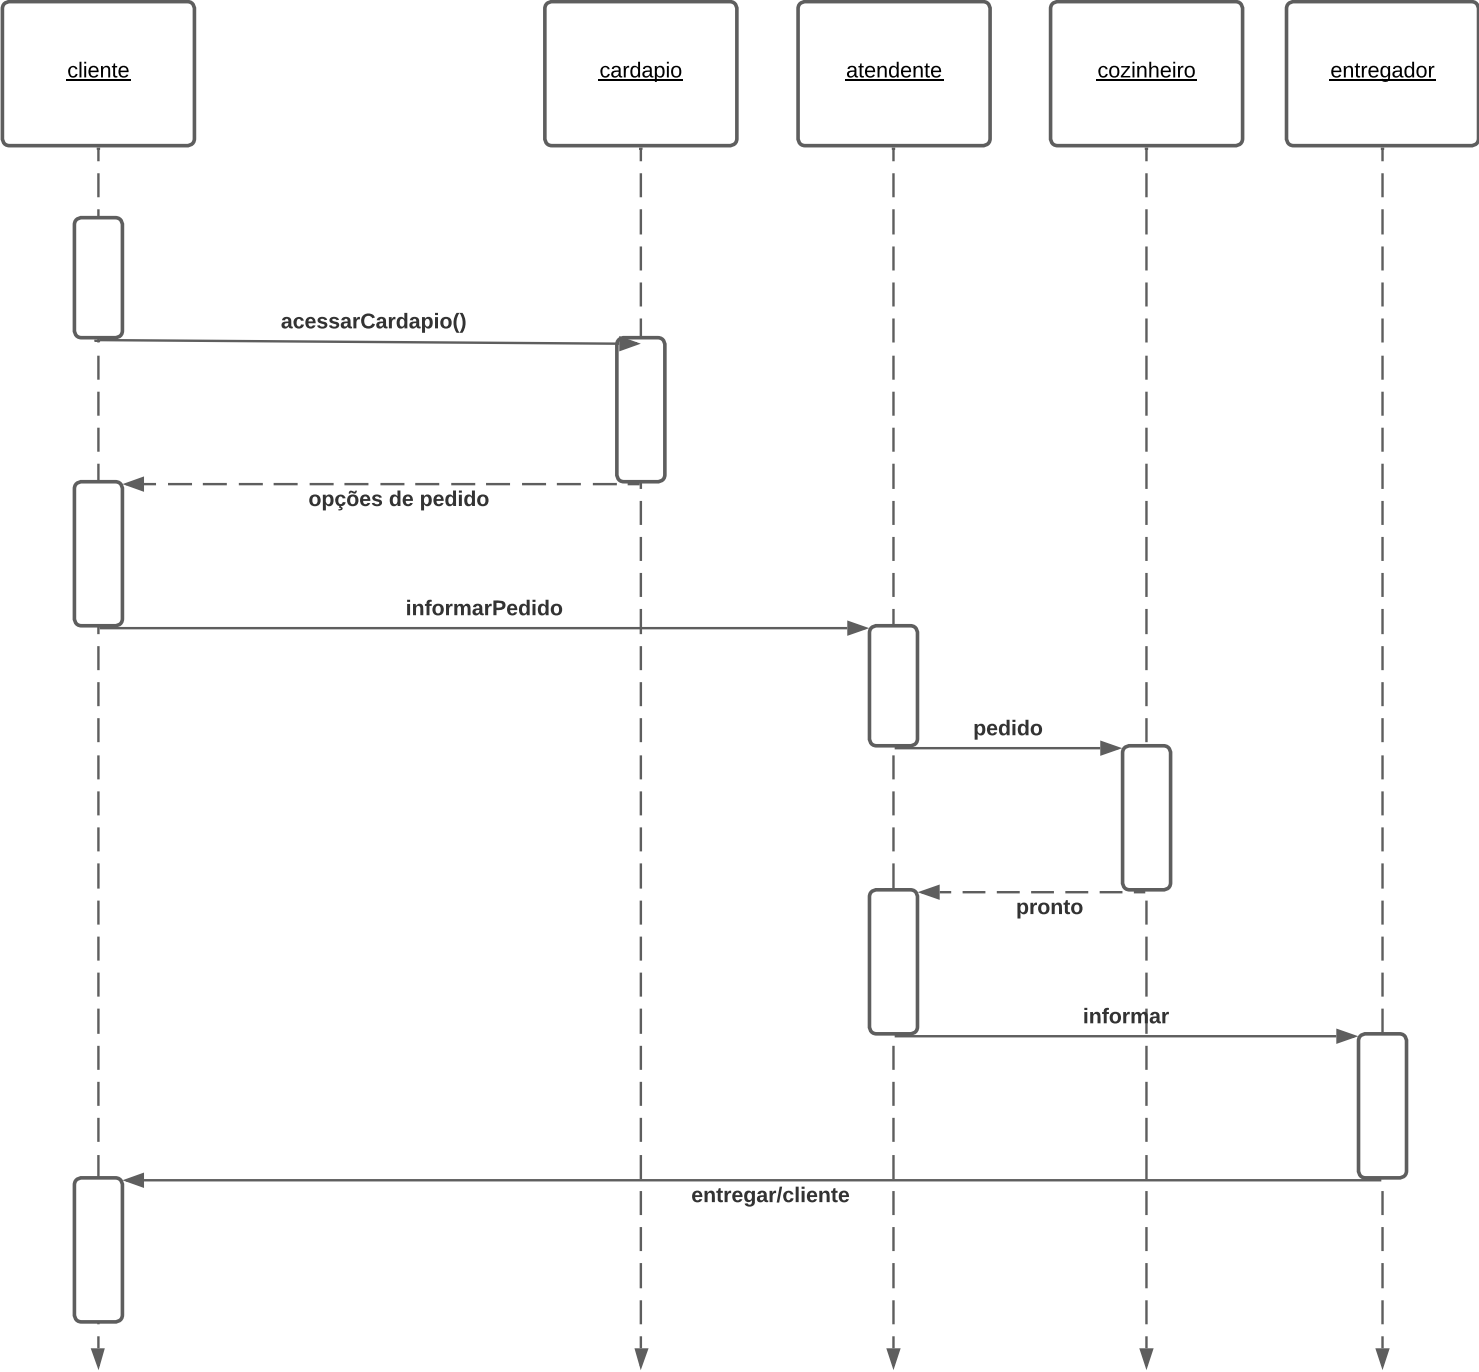 cliente
cardapio
atendente
cozinheiro
entregador
acessarCardapio()
opções de pedido
informarPedido
pedido
pronto
informar
entregar/cliente